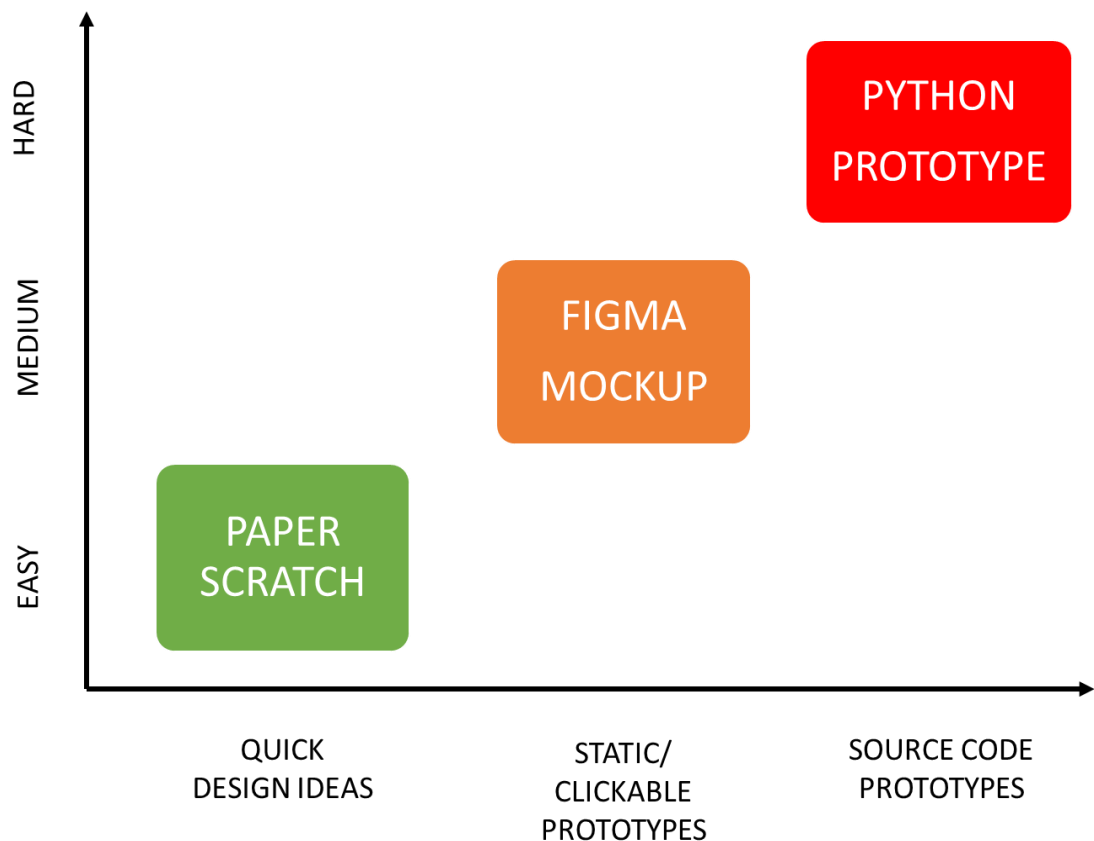 HARD
MEDIUM
EASY
PYTHON
PROTOTYPE
FIGMA
MOCKUP
PAPER
SCRATCH
QUICK
DESIGN IDEAS
STATIC/
CLICKABLE
PROTOTYPES
SOURCE CODE
PROTOTYPES